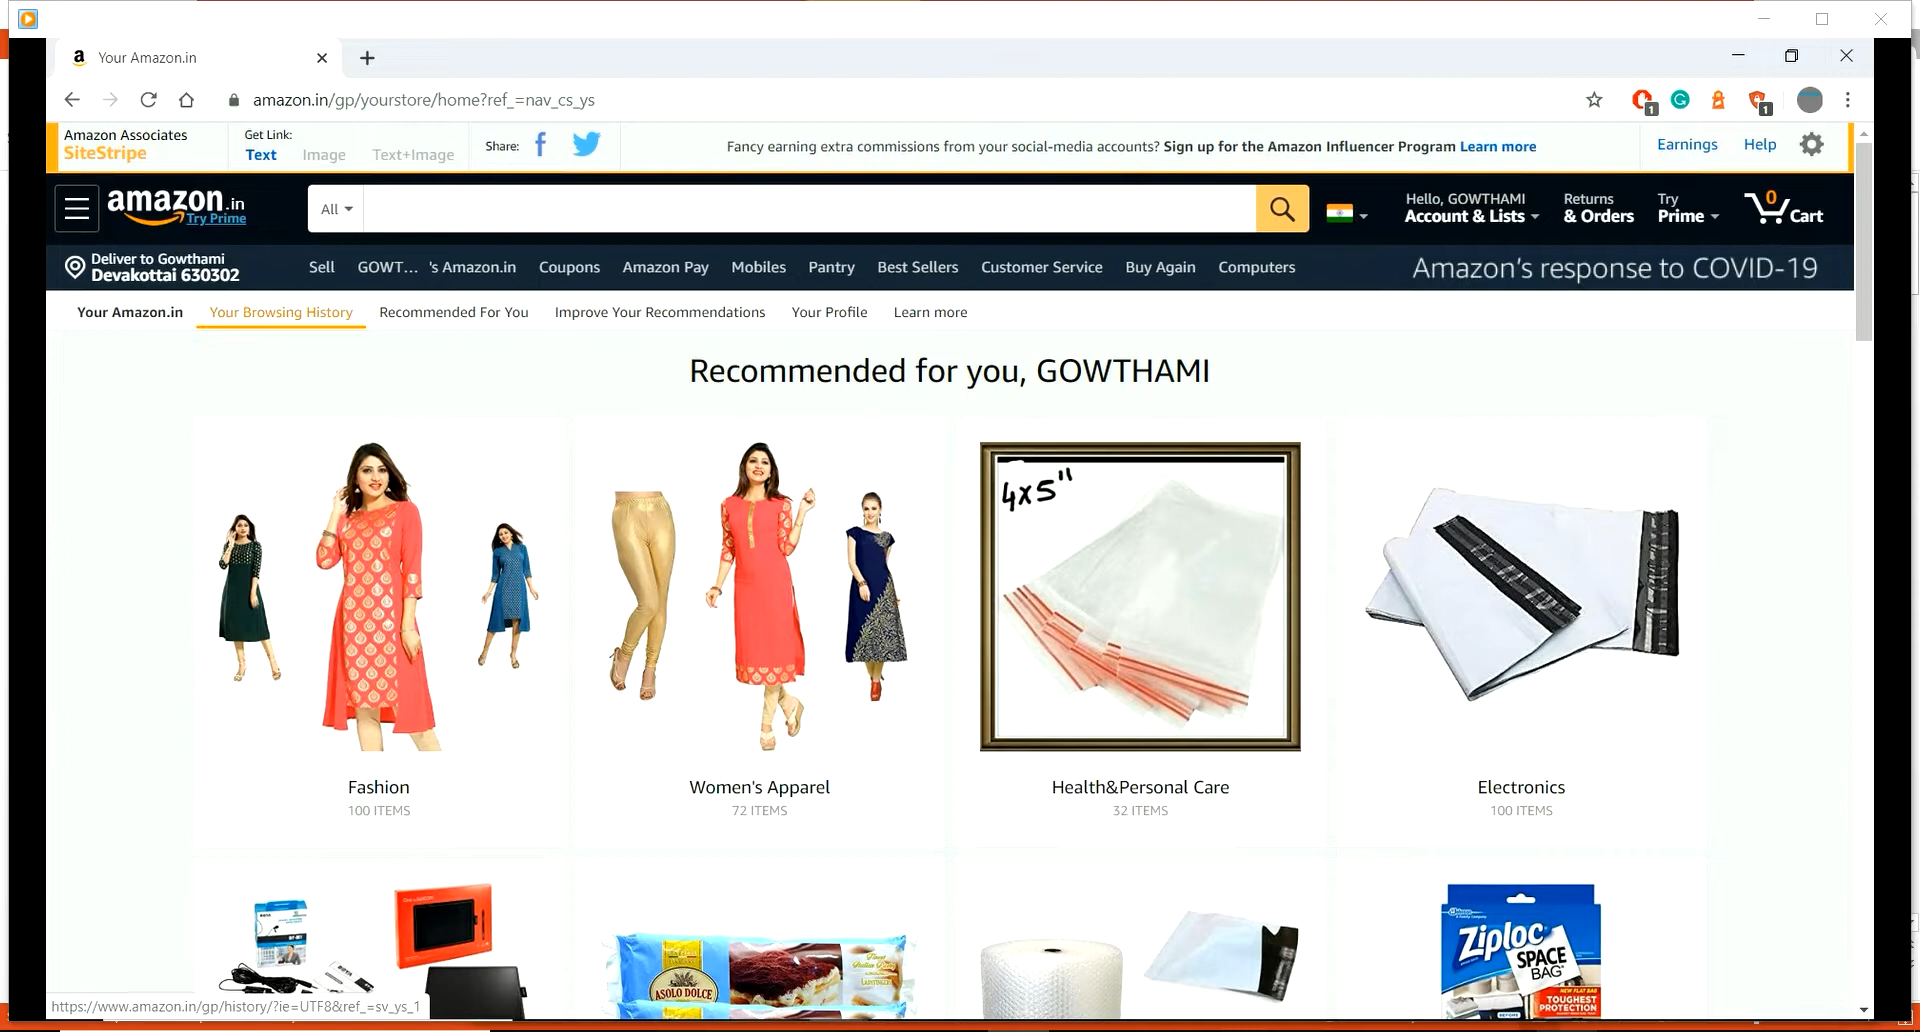 Your Amazon.in
amazon.in/gp/yourstore/home?ref_=nav_cs_ys
1
1
Amazon Associates
SiteStripe
Get Link:
Text Image Text+Image
Share:
Fancy earning extra commissions from your social-media accounts? Sign up for the Amazon Influencer Program Learn more
Earnings Help
amazon.in
Try Prime
All
Hello, GOWTHAMI
Account & Lists
Returns
& Orders
Try
Prime
0
Cart
Deliver to Gowthami
Devakottai 630302
Sell GOWT... 's Amazon.in Coupons Amazon Pay Mobiles Pantry Best Sellers Customer Service Buy Again Computers
Amazon's response to COVID-19
Your Amazon.in Your Browsing History Recommended For You Improve Your Recommendations Your Profile Learn more
Recommended for you, GOWTHAMI
4x5"
Fashion
100 ITEMS
Women's Apparel
72 ITEMS
Health&Personal Care
32 ITEMS
Electronics
100 ITEMS
BOYA
ASOLO DOLCE
Ziploc
SPACE
BAG
NEW FLAT BAG
TOUGHEST
PROTECTION
https://www.amazon.in/gp/history/?ie=UTF8&ref_=sv_ys_1